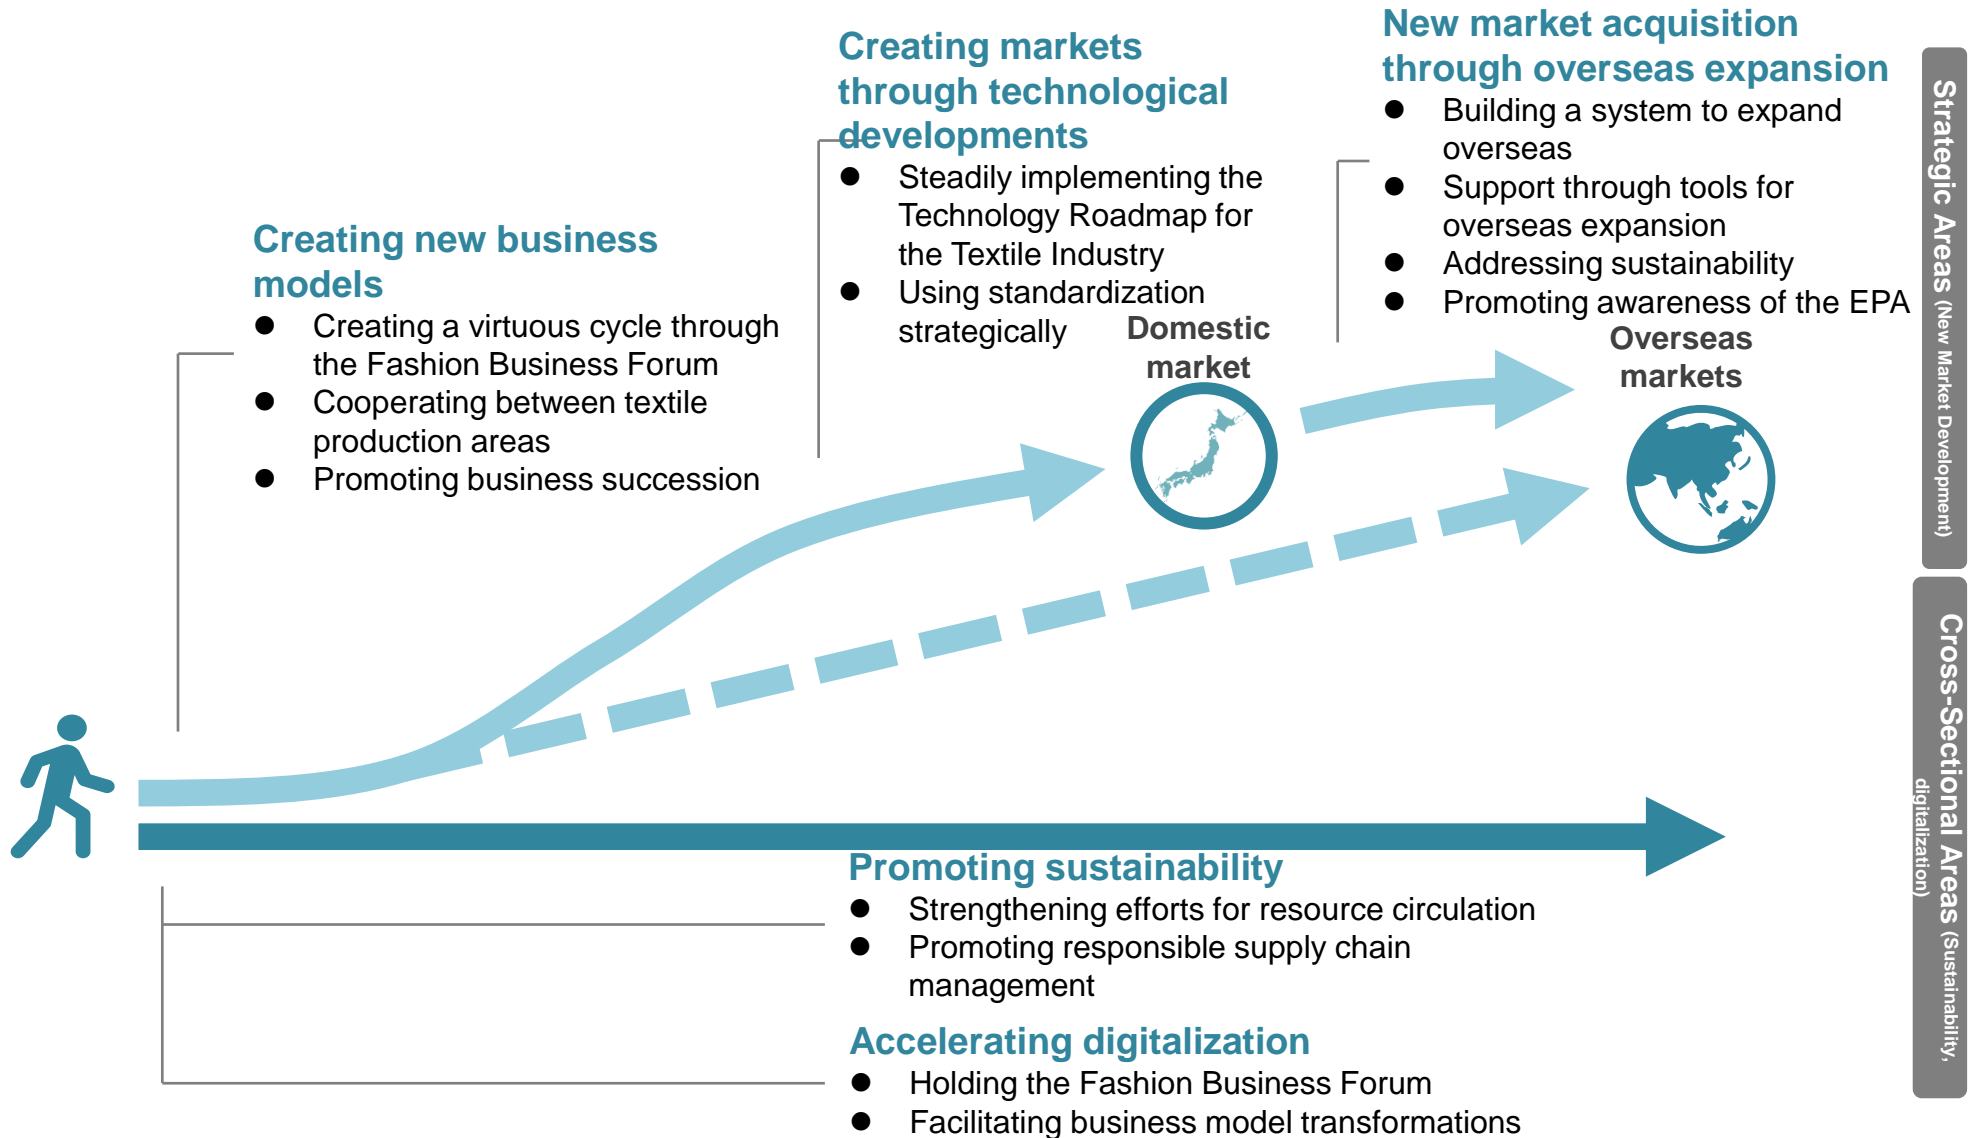 Creating new business
models
● Creating a virtuous cycle through
the Fashion Business Forum
● Cooperating between textile
production areas
● Promoting business succession
Creating markets
through technological
developments
● Steadily implementing the
Technology Roadmap for
the Textile Industry
● Using standardization
strategically
Domestic
market
New market acquisition
through overseas expansion
● Building a system to expand
overseas
● Support through tools for
overseas expansion
● Addressing sustainability
● Promoting awareness of the EPA
Overseas
markets
Strategic Areas (New Market Development)
Cross-Sectional Areas (Sustainability,
digitalization)
Promoting sustainability
● Strengthening efforts for resource circulation
● Promoting responsible supply chain
management
Accelerating digitalization
● Holding the Fashion Business Forum
● Facilitating business model transformations